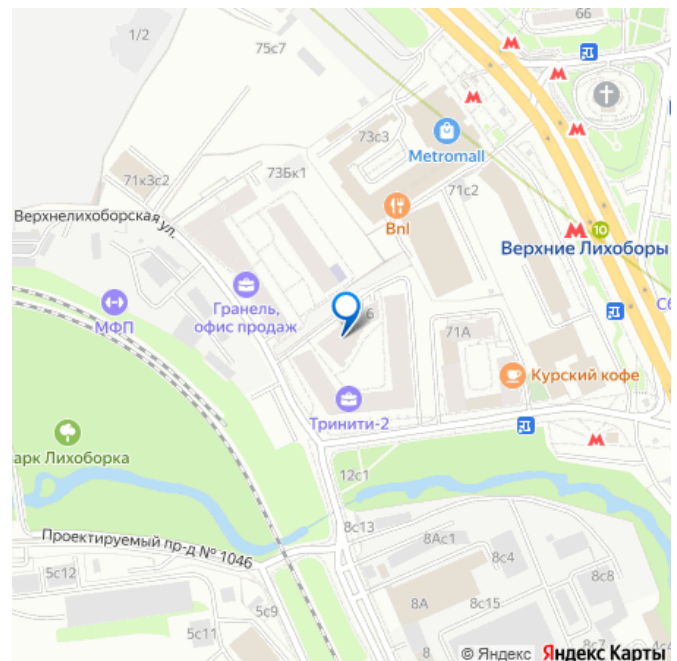 66
1/2
75с7
73с3
Metromall
73Бк1
71к3с2
71с2
Верхнелихоборская ул.
Bnl
10
Верхние Лихоборы
Гранель,
офис продаж
МФП
6
71А
Курский кофе
Тринити-2
арк Лихоборка
12с1
8с13
Проектируемый пр-д № 1046
8Ас1
8с4
5с12
8с8
8А
8с15
5с9
5с11
8
8с7
© Яндекс Яндекс Карты